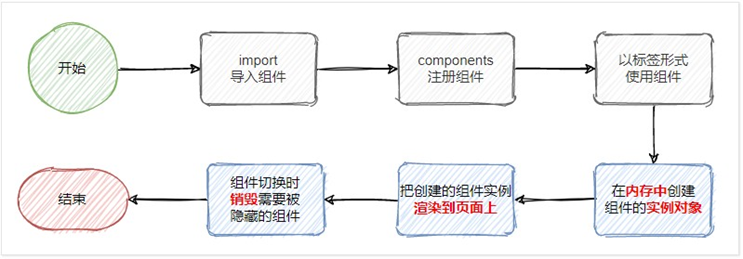 开始
import
导入组件
components
注册组件
以标签形式
使用组件
在内存中创建
组件的实例对象
把创建的组件实例
渲染到页面上
组件切换时
销毁需要被
隐藏的组件
结束